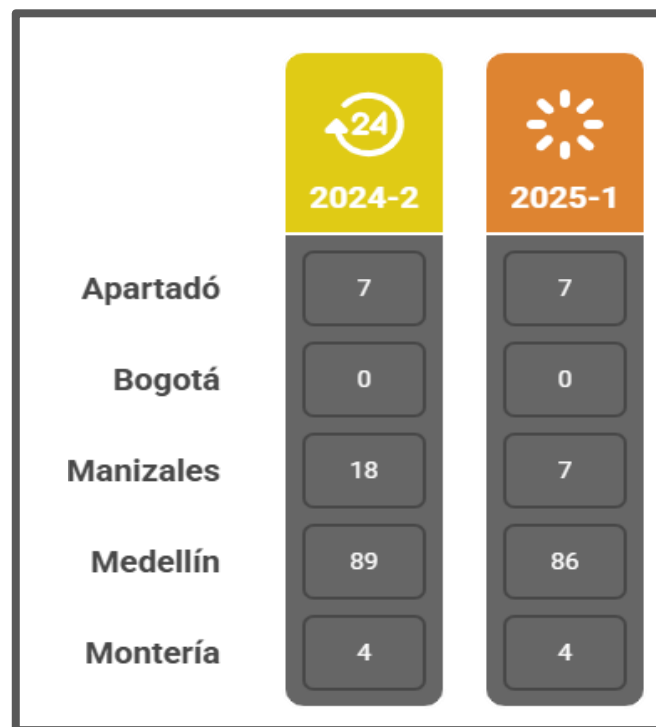 24
2024-2 2025-1
Apartadó 7 7
Bogotá 0 0
Manizales 18 7
Medellín 89 86
Montería 4 4